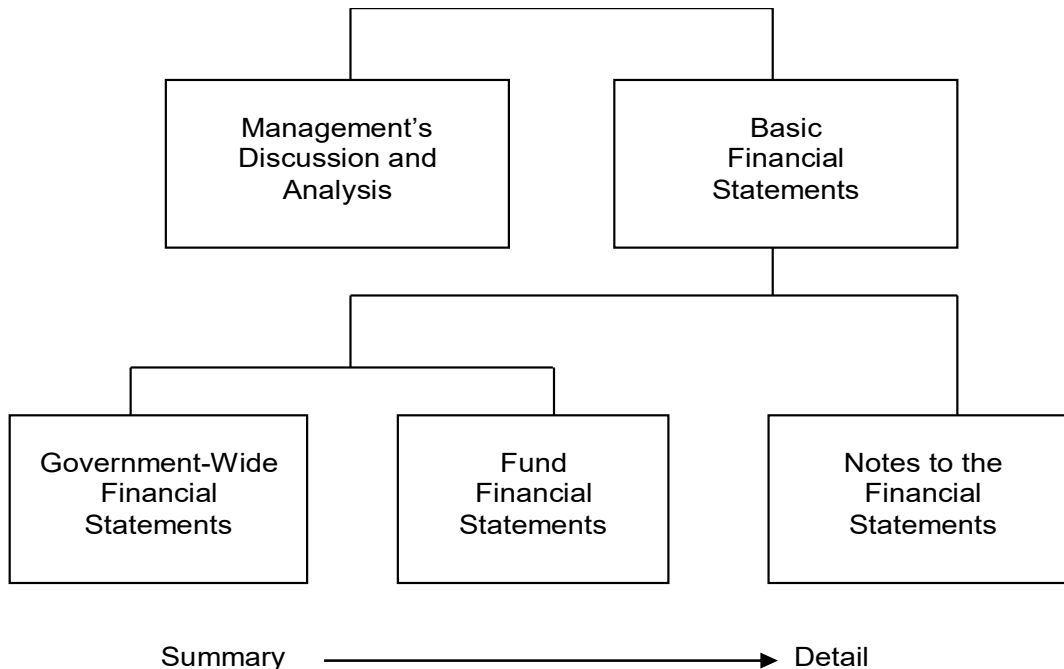 Management’s
Discussion and
Analysis
Basic
Financial
Statements
Government-Wide
Financial
Statements
Fund
Financial
Statements
Notes to the
Financial
Statements
Summary
Detail